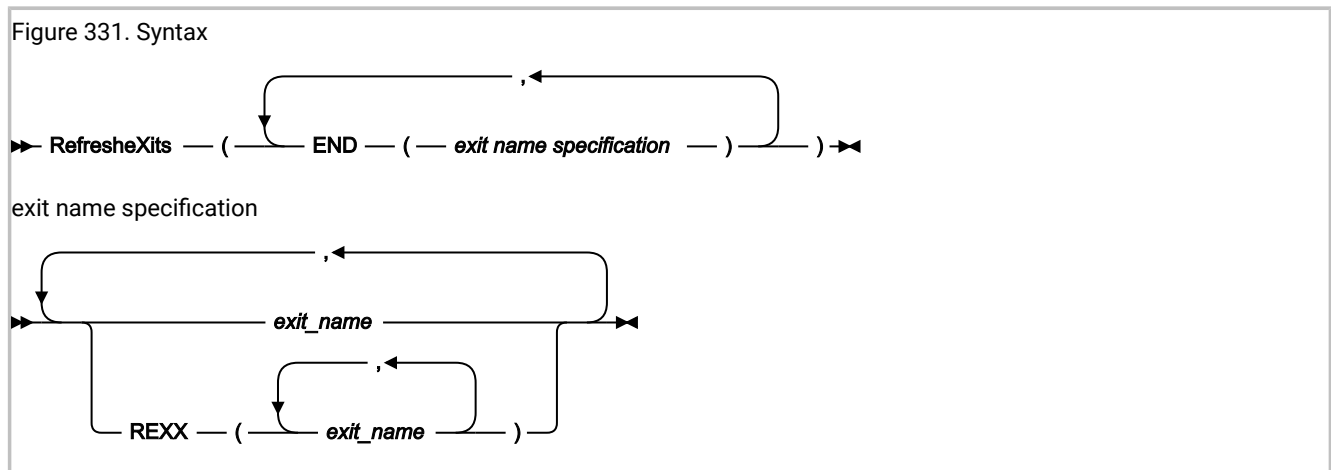 Figure 331. Syntax
,
RefresheXits ( END ( exit name specification ) )
exit name specification
,
exit_name
,
REXX ( exit_name )